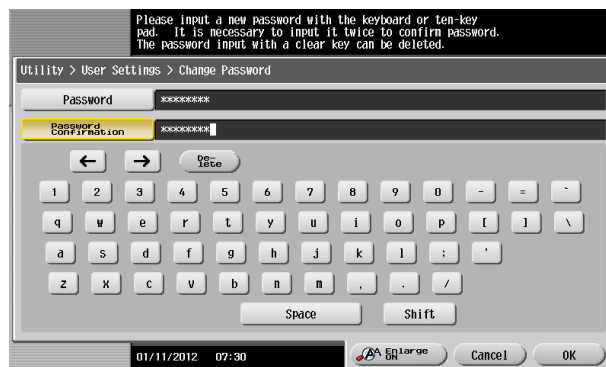 Please input a new password with the keyboard or ten-key
pad. It is necessary to input it twice to confirm password.
The password input with a clear key can be deleted.
Utility > User Settings > Change Password
Password ********
Password Confirmation ********
← → De-lete
1 2 3 4 5 6 7 8 9 0 - = `
q w e r t y u i o p [ ] \
a s d f g h j k l ; '
z x c v b n m , . /
Space Shift
01/11/2012 07:30 Enlarge ON Cancel OK